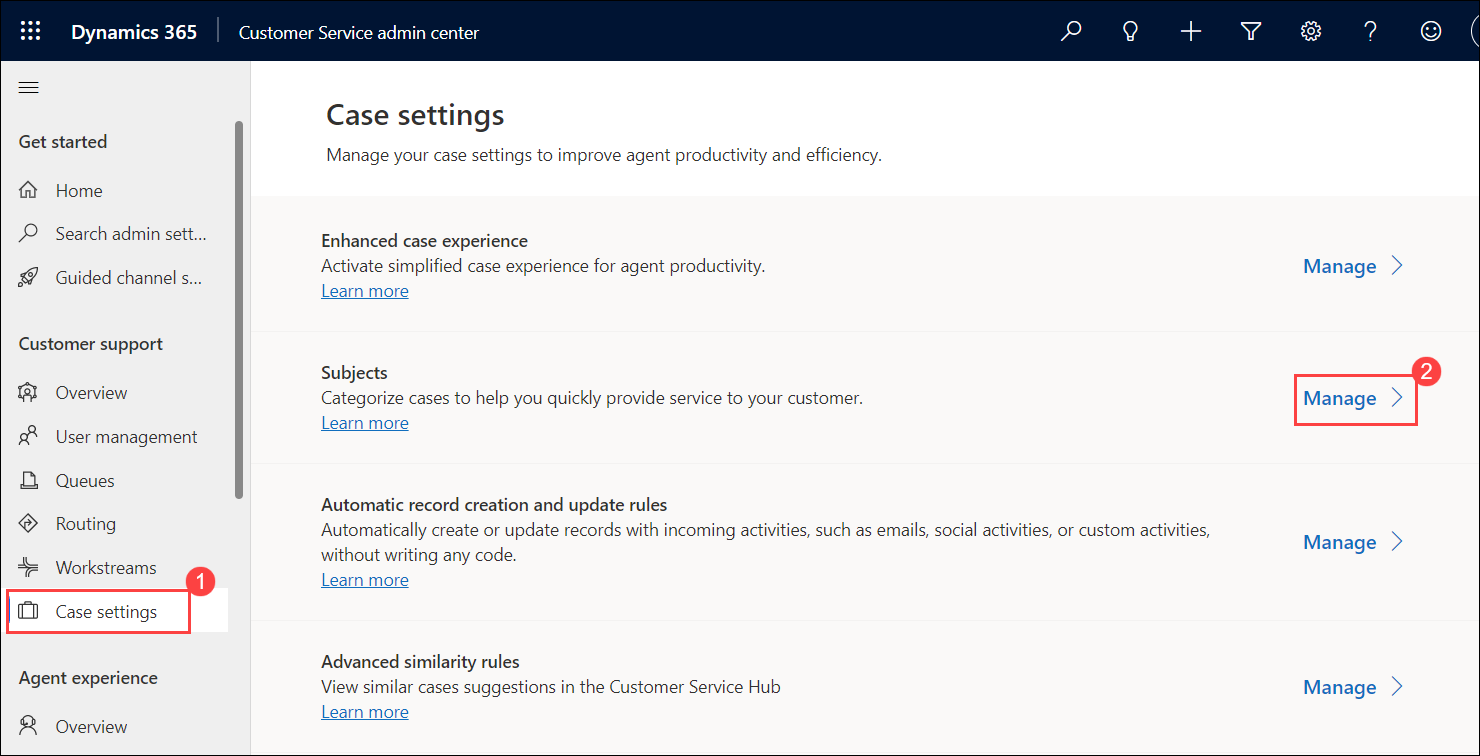 Dynamics 365 Customer Service admin center
Get started
Home
Search admin sett...
Guided channel s...
Customer support
Overview
User management
Queues
Routing
Workstreams
1
Case settings
Agent experience
Overview
Case settings
Manage your case settings to improve agent productivity and efficiency.
Enhanced case experience
Activate simplified case experience for agent productivity.
Learn more
Manage
Subjects
Categorize cases to help you quickly provide service to your customer.
Learn more
2
Manage
Automatic record creation and update rules
Automatically create or update records with incoming activities, such as emails, social activities, or custom activities,
without writing any code.
Learn more
Manage
Advanced similarity rules
View similar cases suggestions in the Customer Service Hub
Learn more
Manage